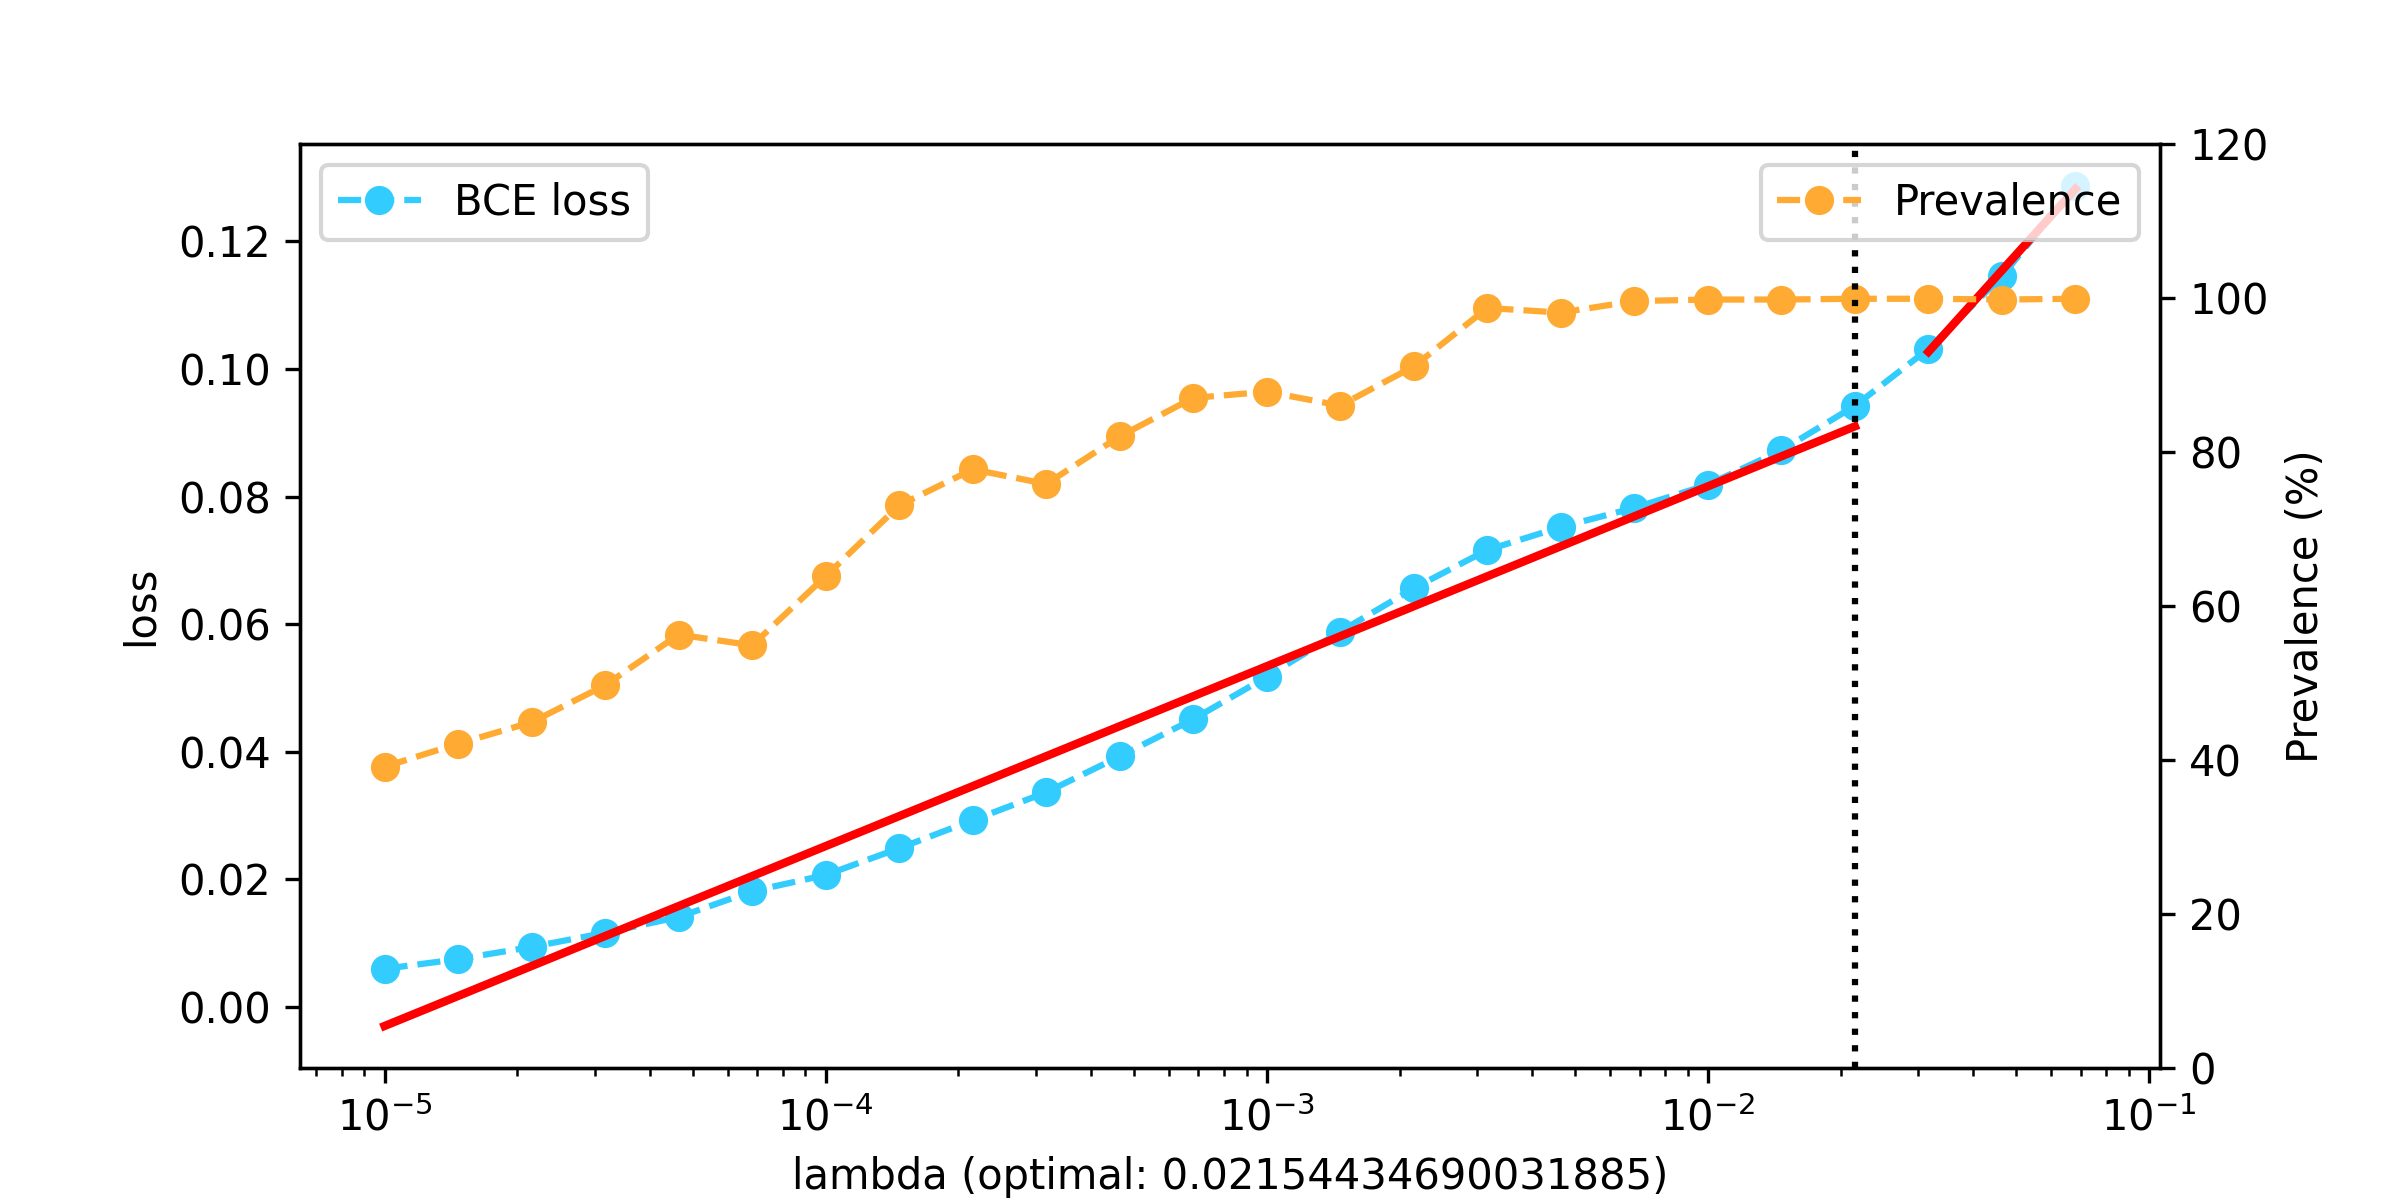 BCE loss
Prevalence
120
100
80
60
40
20
0
Prevalence (%)
0.12
0.10
0.08
0.06
0.04
0.02
0.00
loss
10⁻⁵ 10⁻⁴ 10⁻³ 10⁻² 10⁻¹
lambda (optimal: 0.02154434690031885)